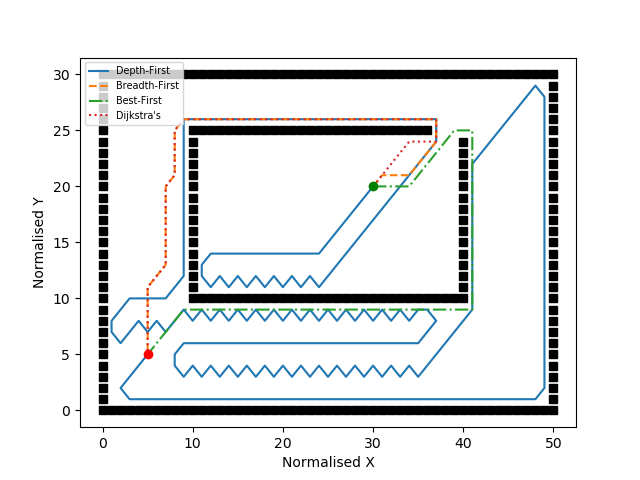 Depth-First
Breadth-First
Best-First
Dijkstra's
30
25
20
15
10
5
0
Normalised Y
0 10 20 30 40 50
Normalised X